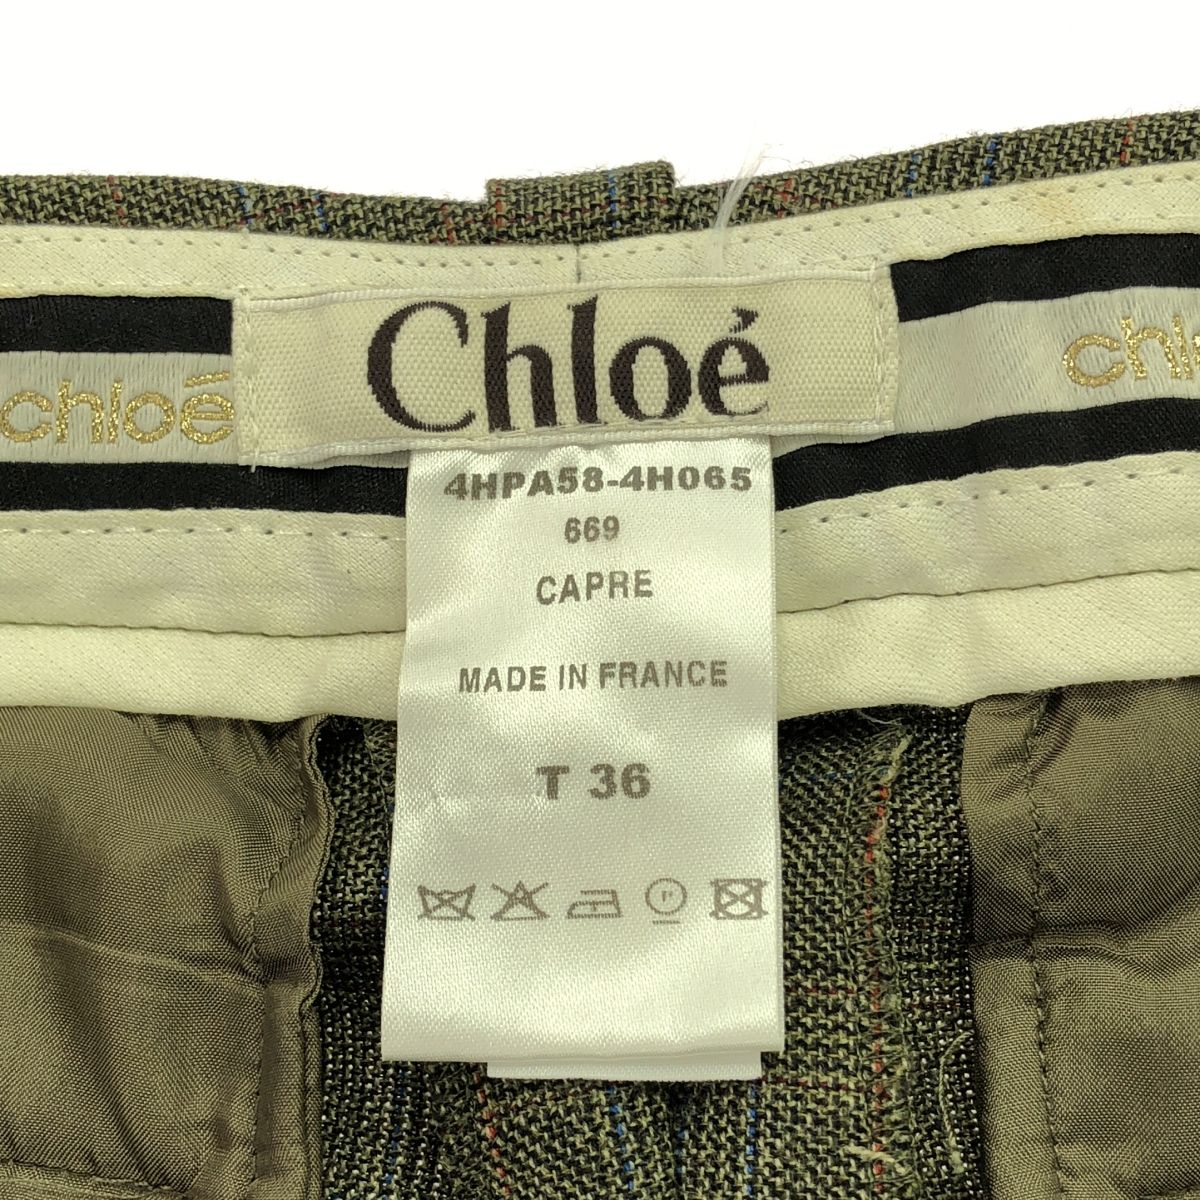 Chloé
chloé
chl
4HPA58-4H065
669
CAPRE
MADE IN FRANCE
T 36
P